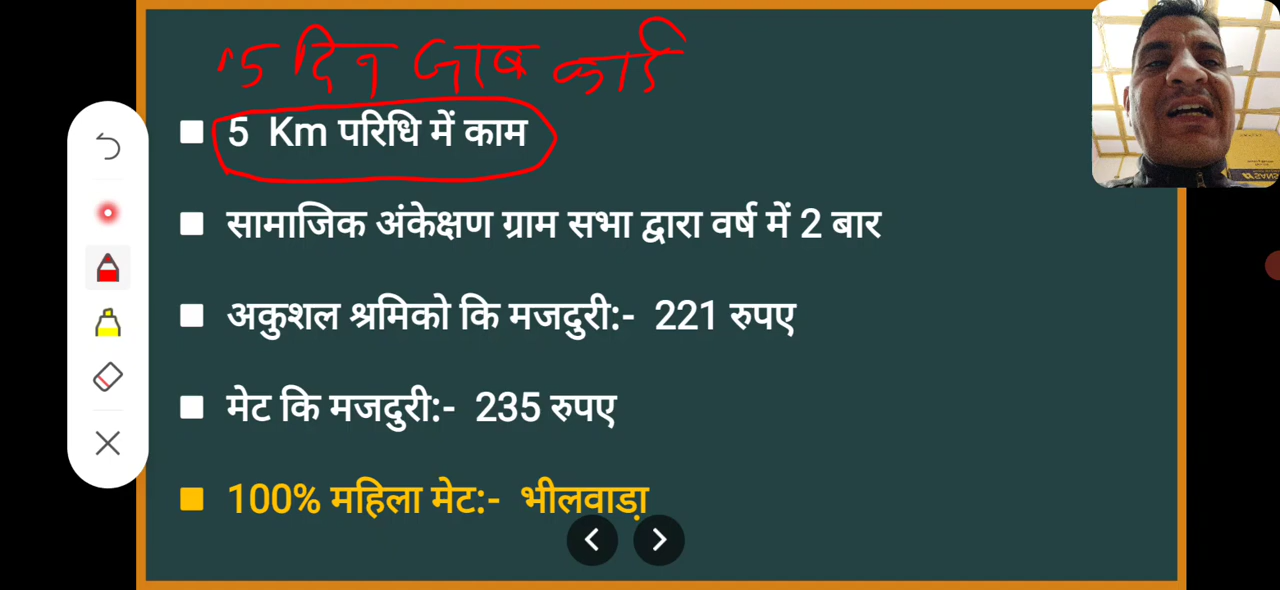 15 दिन जाब कार्ड
5 Km परिधि में काम
सामाजिक अंकेक्षण ग्राम सभा द्वारा वर्ष में 2 बार
अकुशल श्रमिको कि मजदुरी:- 221 रुपए
मेट कि मजदुरी:- 235 रुपए
100% महिला मेट:- भीलवाडा़